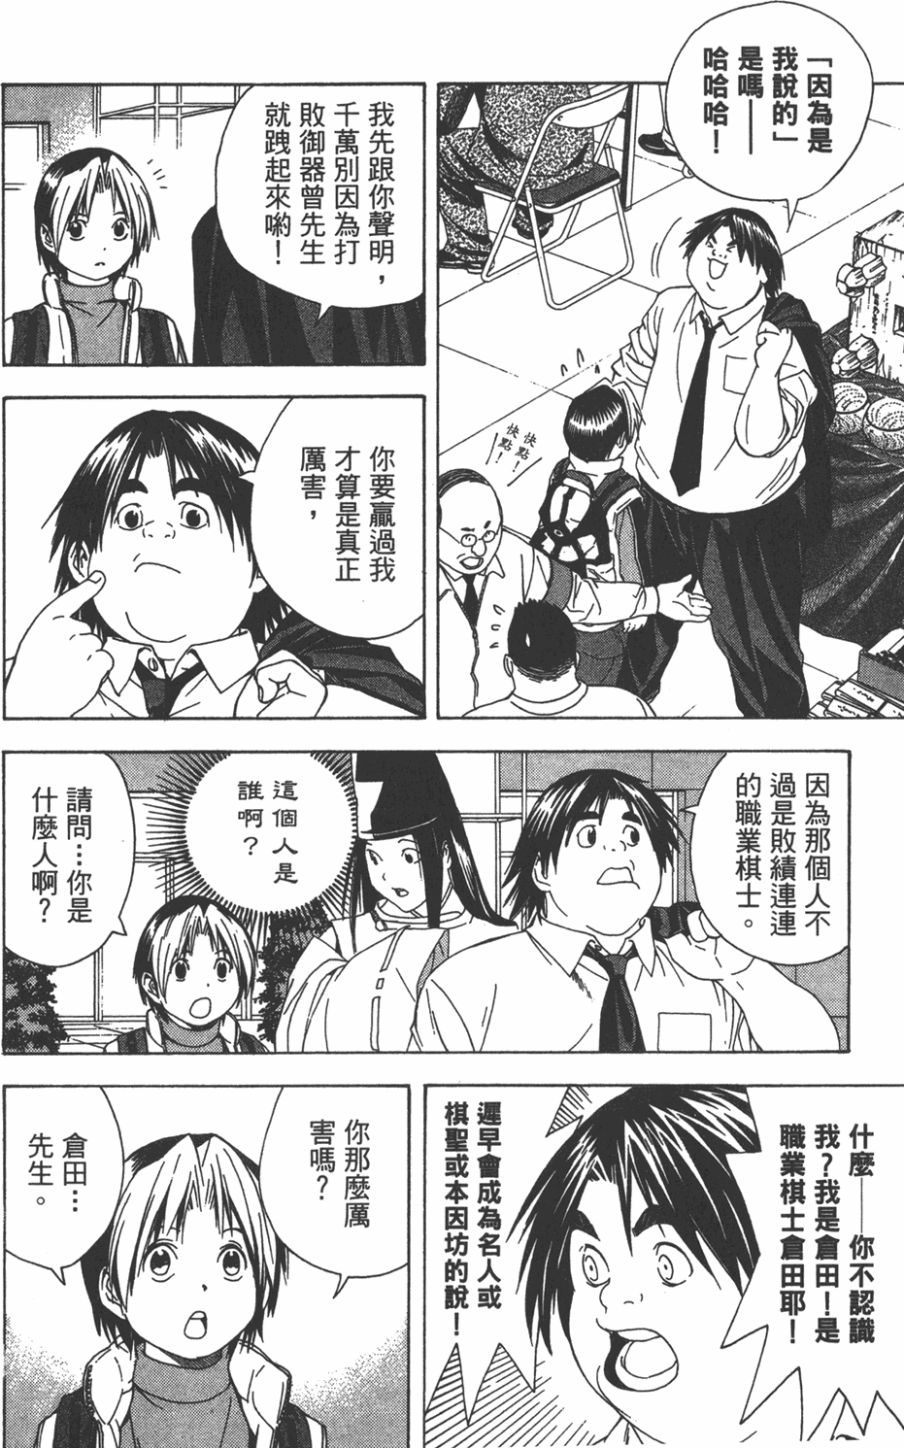 「因為是
我說的」
是嗎——
哈哈哈！
快點！
快點！
我先跟你聲明，
千萬別因為打
敗御器曾先生
就跩起來喲！
你要贏過我
才算是真正
厲害，
因為那個人不
過是敗績連連
的職業棋士。
這個人是
誰啊？
請問…你是
什麼人啊？
什麼——你不認識
我？我是倉田！是
職業棋士倉田耶！
遲早會成為名人或
棋聖或本因坊的說！
你那麼厲
害嗎？
倉田…
先生。